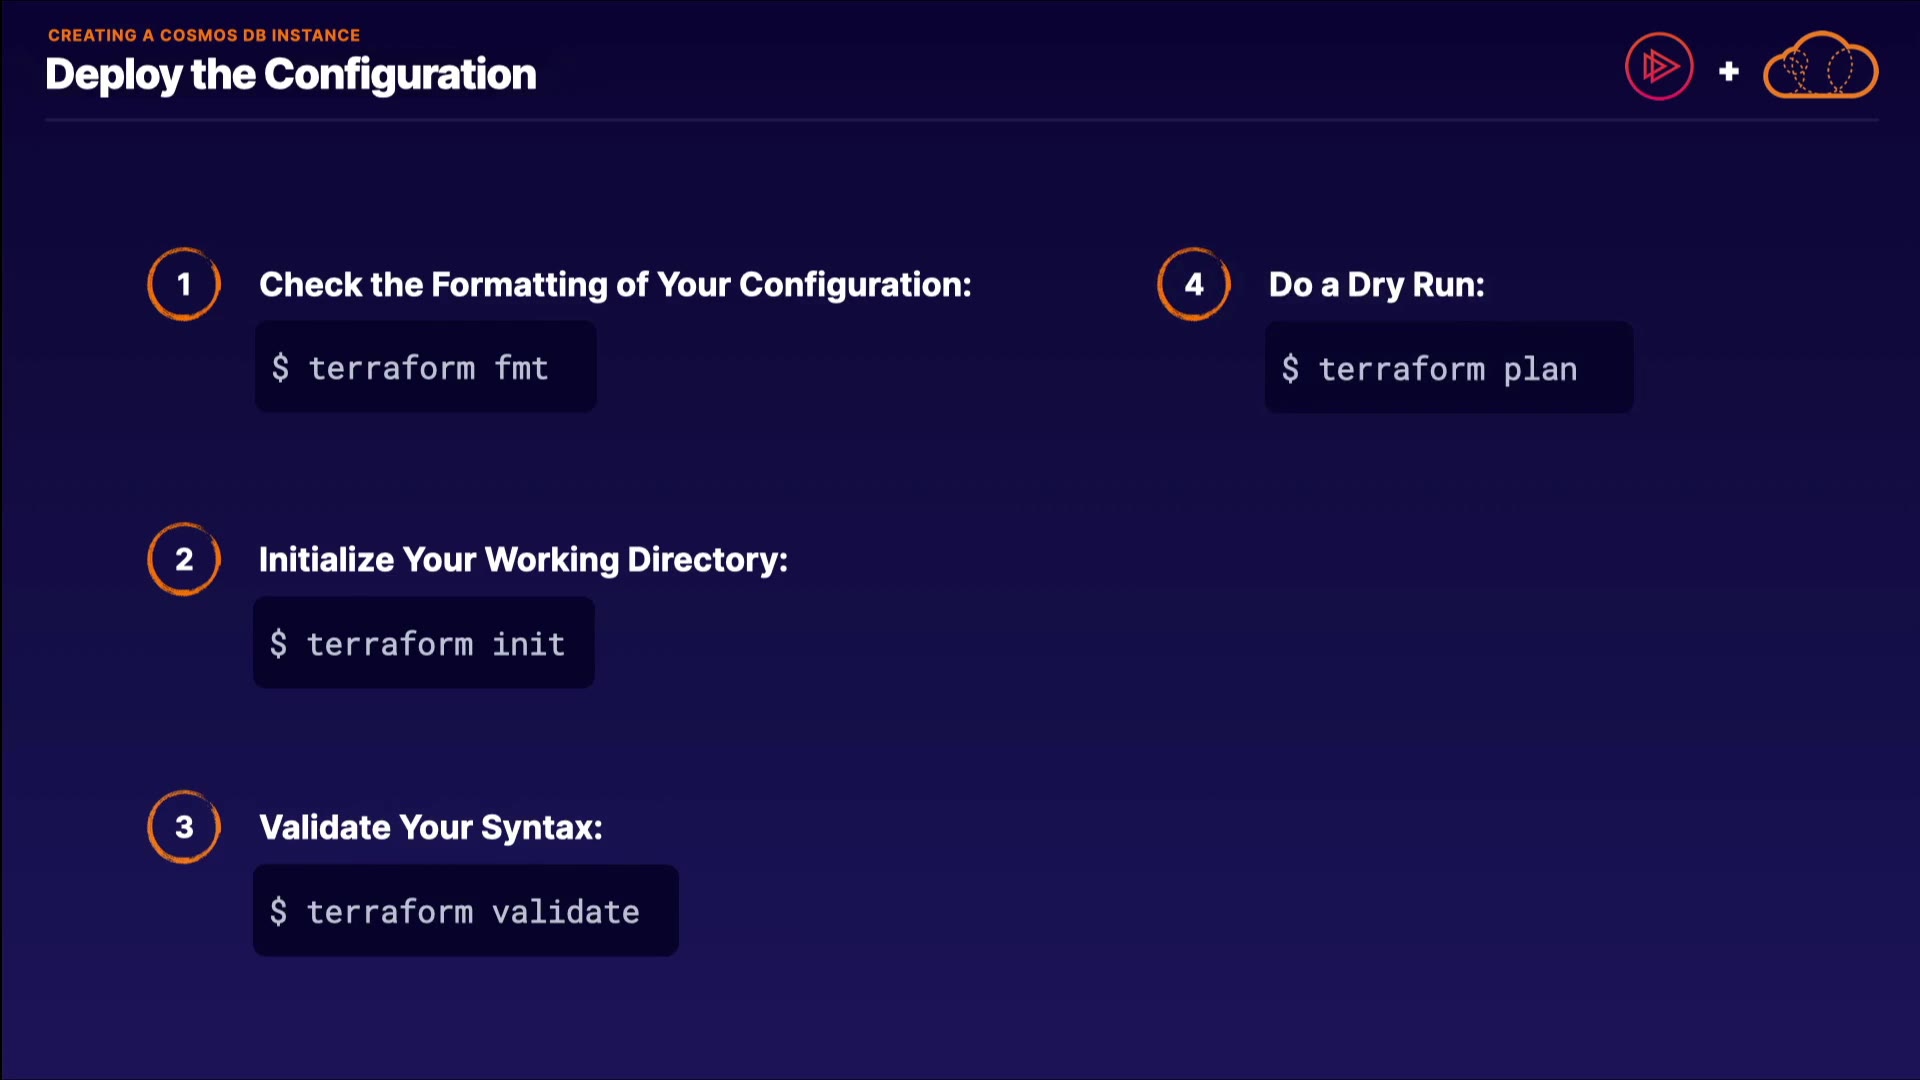 CREATING A COSMOS DB INSTANCE
Deploy the Configuration
+
1
Check the Formatting of Your Configuration:
$ terraform fmt
2
Initialize Your Working Directory:
$ terraform init
3
Validate Your Syntax:
$ terraform validate
4
Do a Dry Run:
$ terraform plan